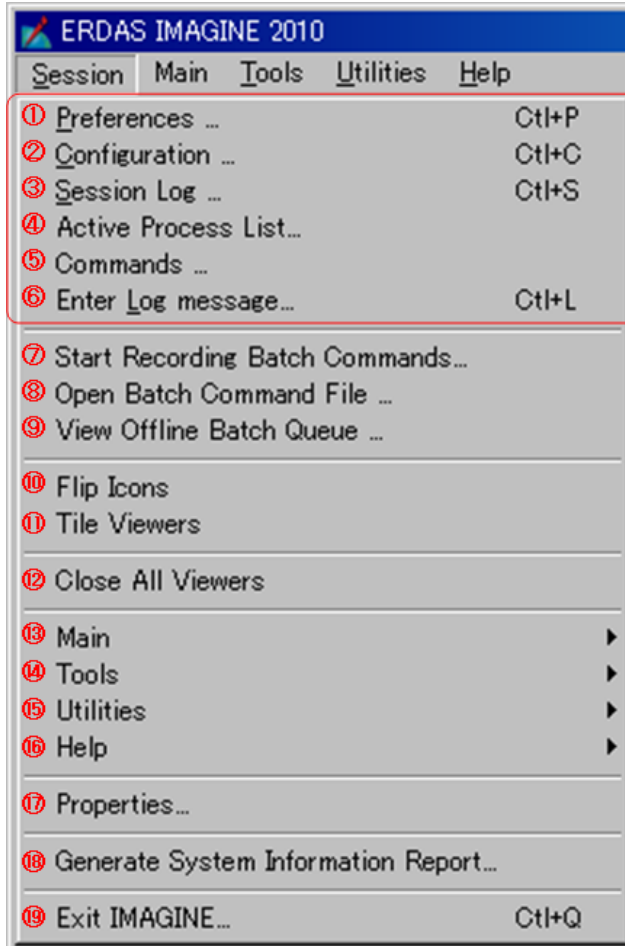 ERDAS IMAGINE 2010
Session Main Tools Utilities Help
① Preferences ... Ctl+P
② Configuration ... Ctl+C
③ Session Log ... Ctl+S
④ Active Process List...
⑤ Commands ...
⑥ Enter Log message... Ctl+L
⑦ Start Recording Batch Commands...
⑧ Open Batch Command File ...
⑨ View Offline Batch Queue ...
⑩ Flip Icons
⑪ Tile Viewers
⑫ Close All Viewers
⑬ Main
⑭ Tools
⑮ Utilities
⑯ Help
⑰ Properties...
⑱ Generate System Information Report...
⑲ Exit IMAGINE... Ctl+Q